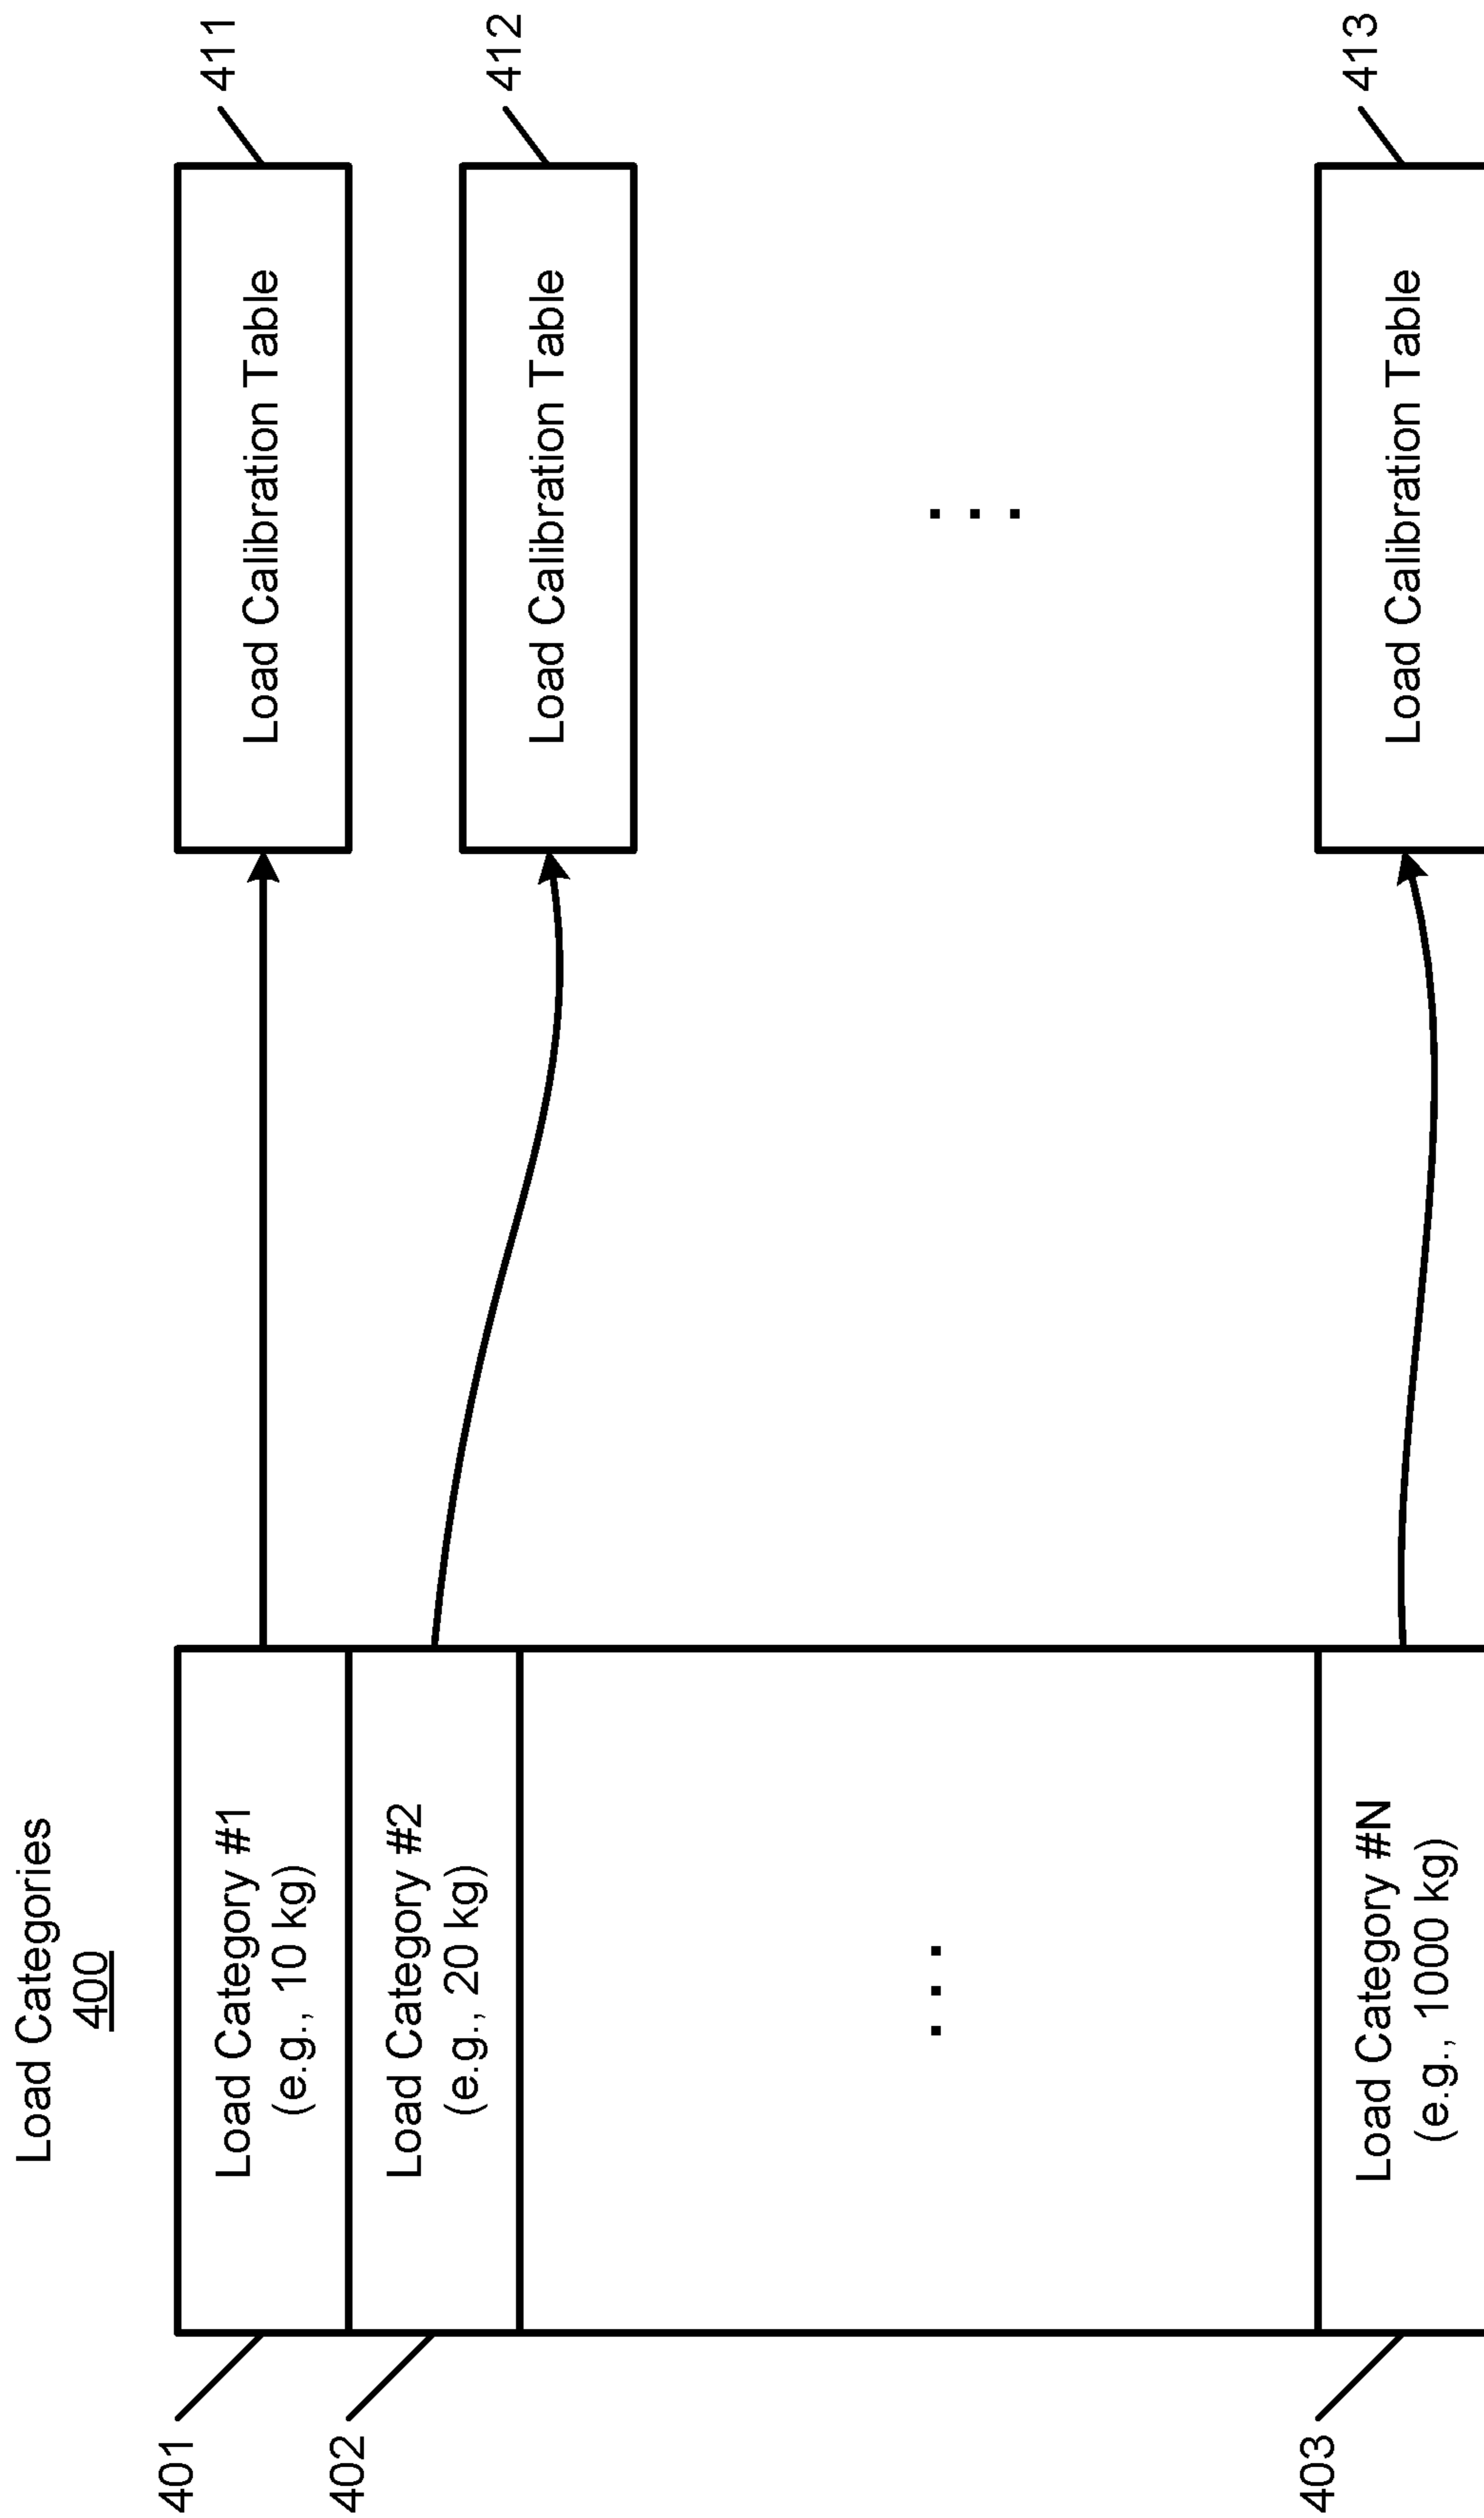 Load Categories
400
401
Load Category #1
(e.g., 10 kg)
Load Calibration Table
411
402
Load Category #2
(e.g., 20 kg)
Load Calibration Table
412
. . .
. . .
403
Load Category #N
(e.g., 1000 kg)
Load Calibration Table
413